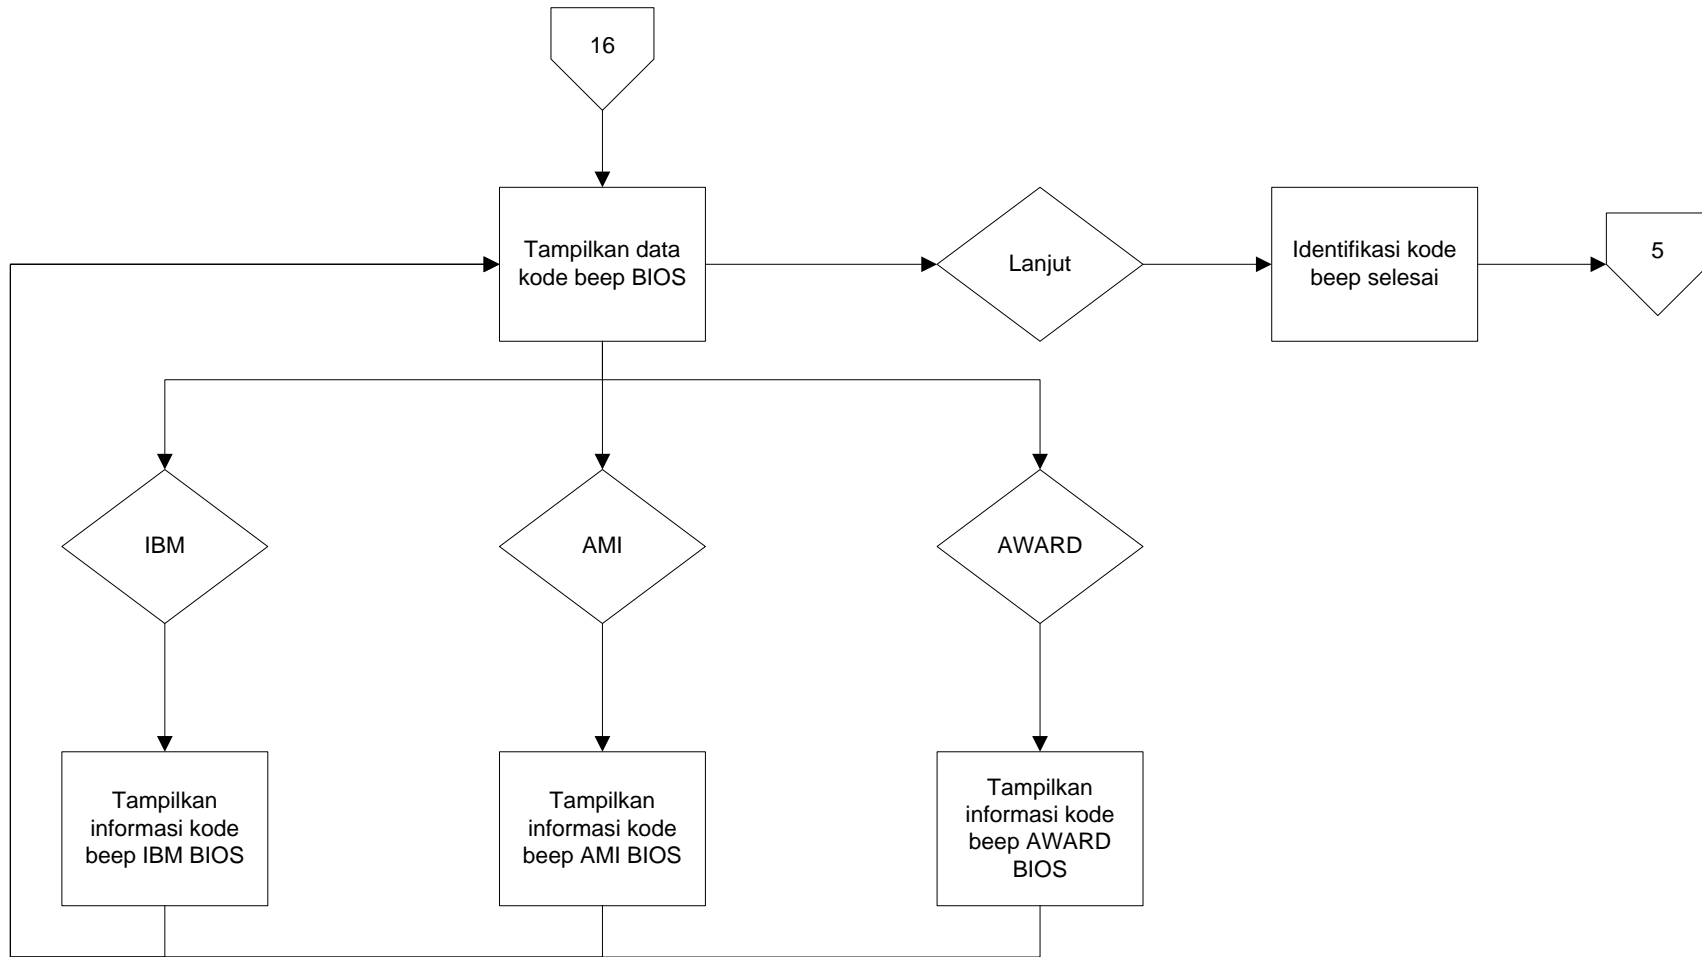 16
Tampilkan data
kode beep BIOS
Lanjut
Identifikasi kode
beep selesai
5
IBM
AMI
AWARD
Tampilkan
informasi kode
beep IBM BIOS
Tampilkan
informasi kode
beep AMI BIOS
Tampilkan
informasi kode
beep AWARD
BIOS